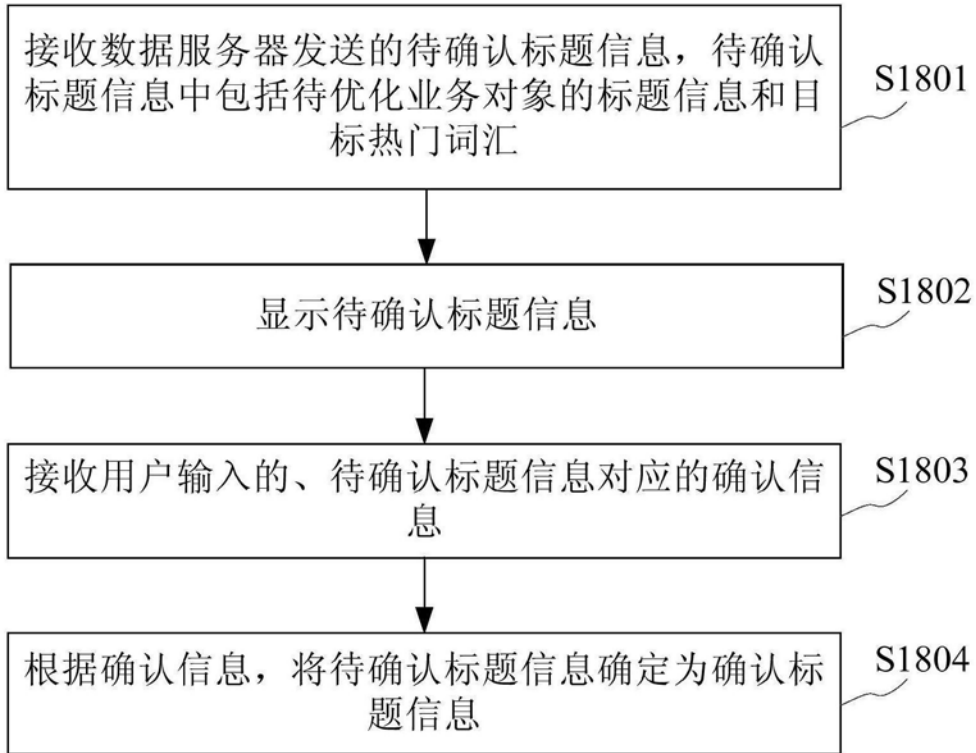 接收数据服务器发送的待确认标题信息，待确认
标题信息中包括待优化业务对象的标题信息和目
标热门词汇
S1801
显示待确认标题信息
S1802
接收用户输入的、待确认标题信息对应的确认信
息
S1803
根据确认信息，将待确认标题信息确定为确认标
题信息
S1804